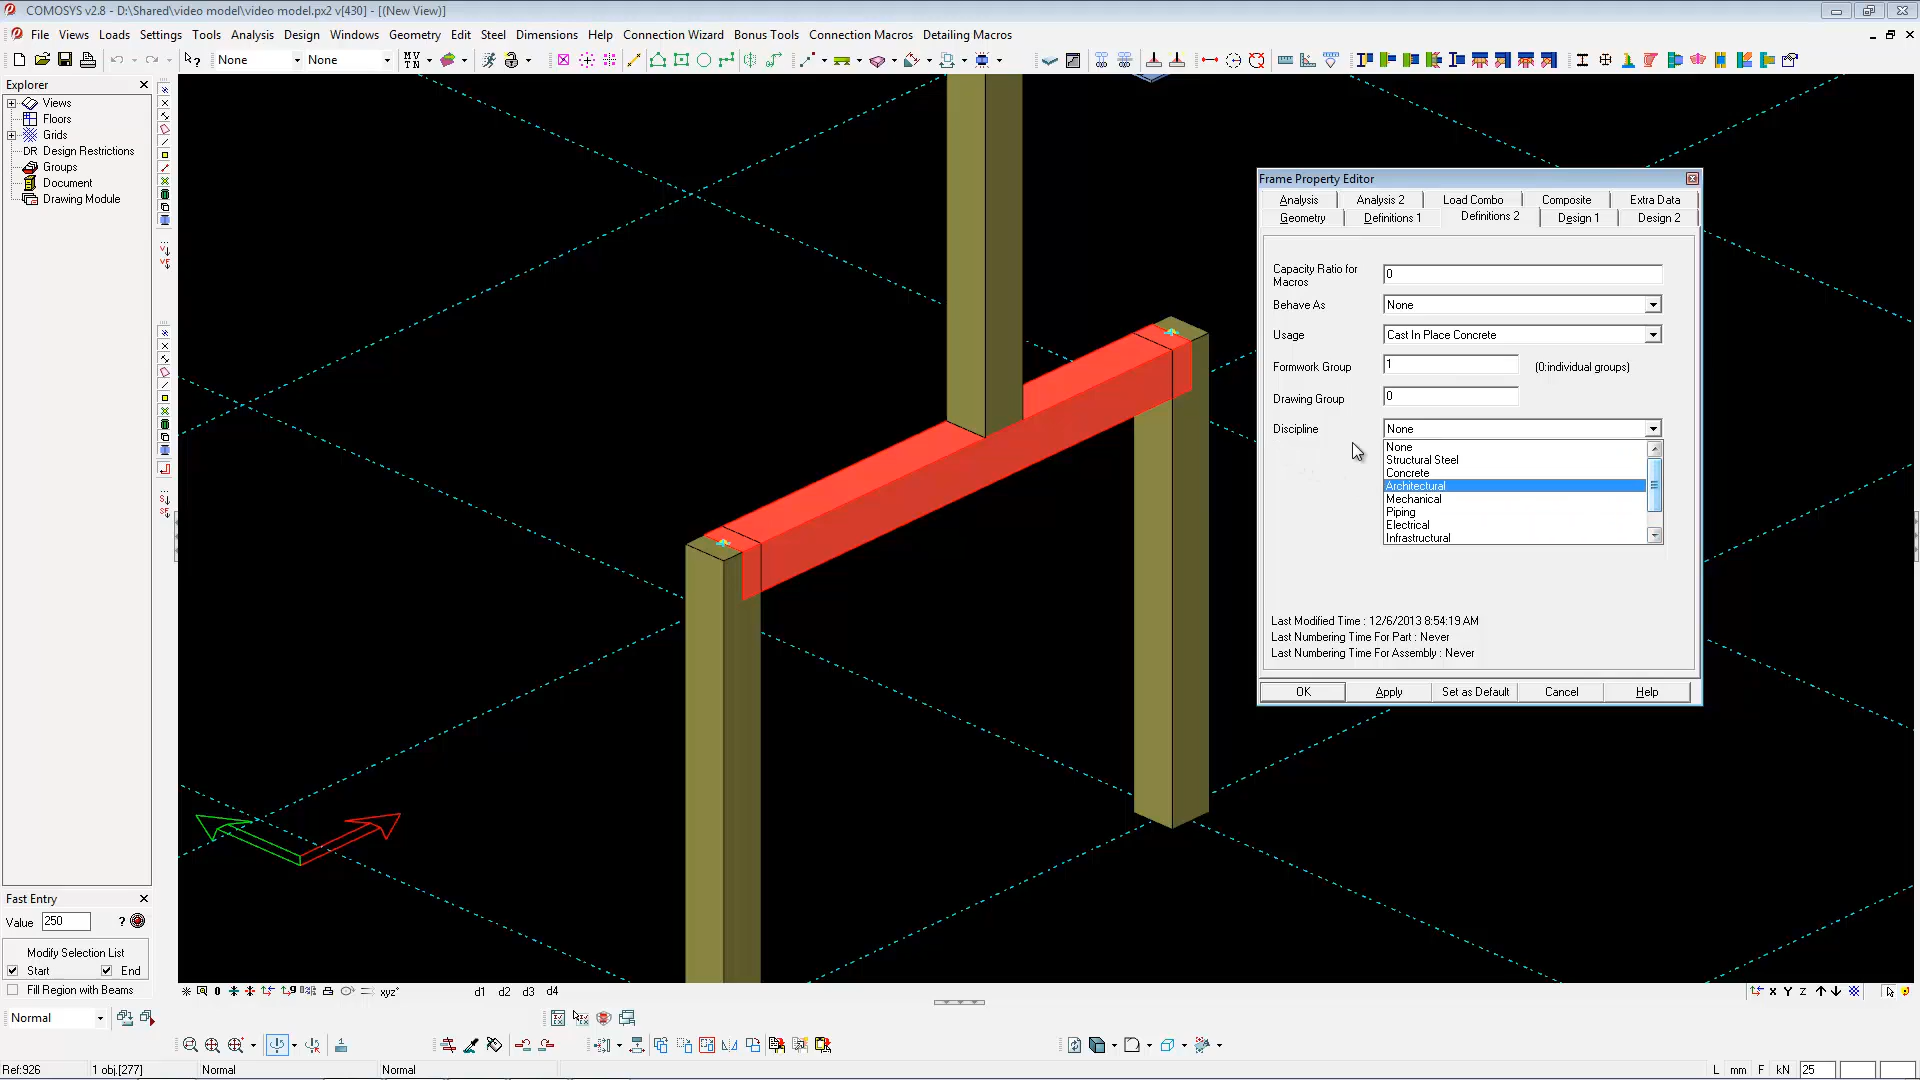 COMOSYS v2.8 - D:\Shared\video model\video model.px2 v[430] - [(New View)]
File Views Loads Settings Tools Analysis Design Windows Geometry Edit Steel Dimensions Help Connection Wizard Bonus Tools Connection Macros Detailing Macros
None None
Explorer
Views
Floors
Grids
DR Design Restrictions
Groups
Document
Drawing Module
Frame Property Editor
Analysis Analysis 2 Load Combo Composite Extra Data
Geometry Definitions 1 Definitions 2 Design 1 Design 2
Capacity Ratio for
Macros
0
Behave As None
Usage Cast In Place Concrete
Formwork Group 1 (0:individual groups)
Drawing Group 0
Discipline None
None
Structural Steel
Concrete
Architectural
Mechanical
Piping
Electrical
Infrastructural
Last Modified Time : 12/6/2013 8:54:19 AM
Last Numbering Time For Part : Never
Last Numbering Time For Assembly : Never
OK Apply Set as Default Cancel Help
Fast Entry
Value 250 ?
Modify Selection List
Start End
Fill Region with Beams
xyz° d1 d2 d3 d4 X Y Z
Normal
Ref:926 1 obj.[277] Normal Normal L mm F kN 25